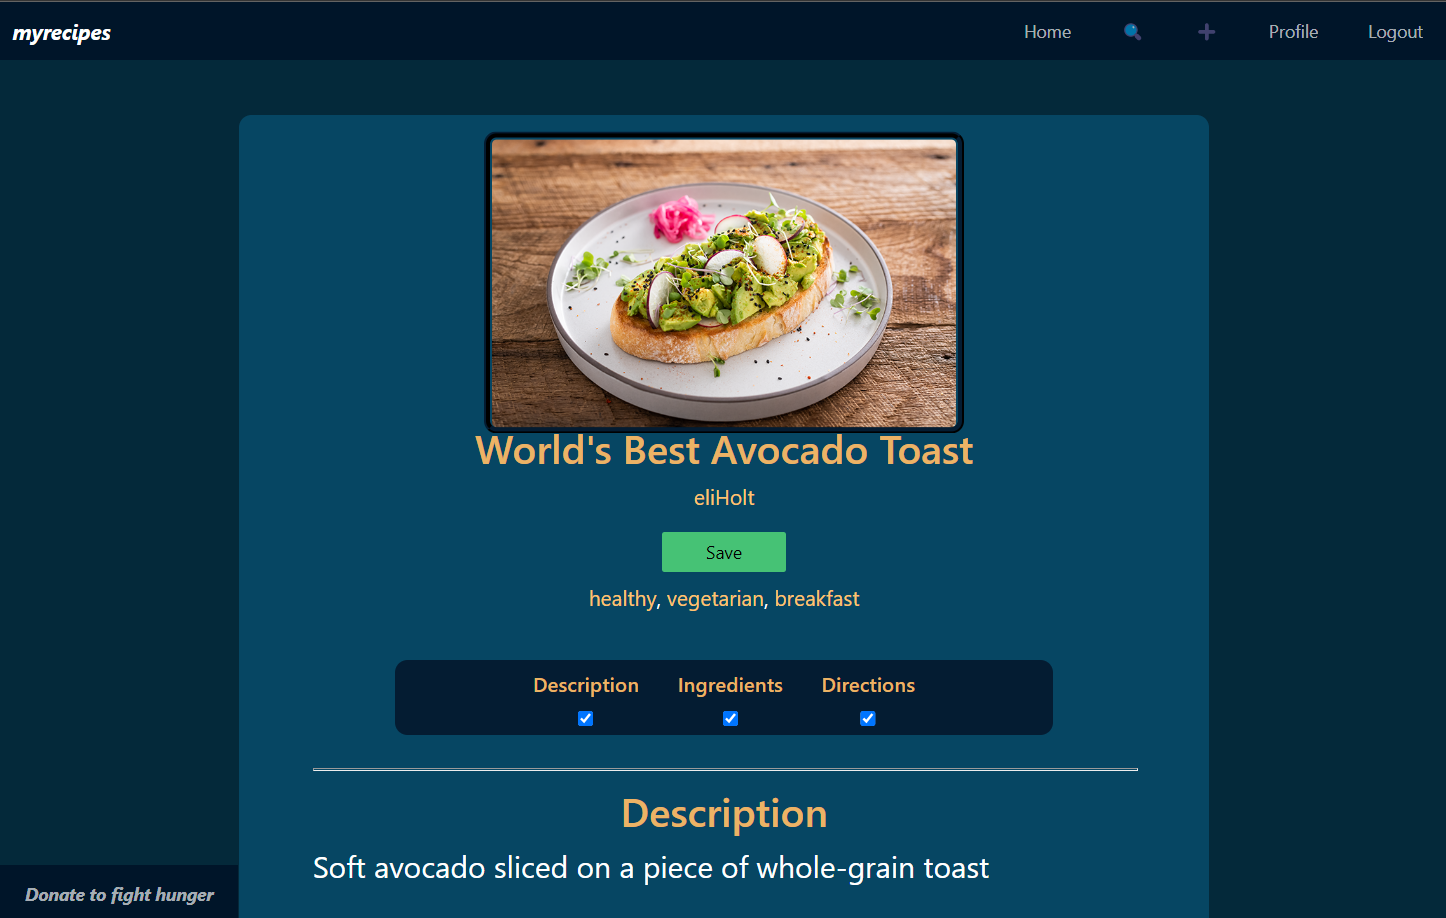 myrecipes
Home Profile Logout
World's Best Avocado Toast
eliHolt
Save
healthy, vegetarian, breakfast
Description Ingredients Directions
Description
Soft avocado sliced on a piece of whole-grain toast
Donate to fight hunger